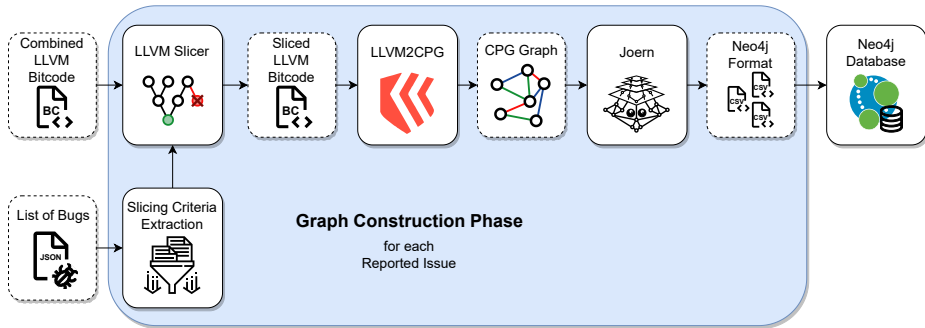 Combined
LLVM
Bitcode
BC
LLVM Slicer
Sliced
LLVM
Bitcode
BC
LLVM2CPG
CPG Graph
Joern
Neo4j
Format
CSV
CSV
CSV
Neo4j
Database
List of Bugs
JSON
Slicing Criteria
Extraction
Graph Construction Phase
for each
Reported Issue